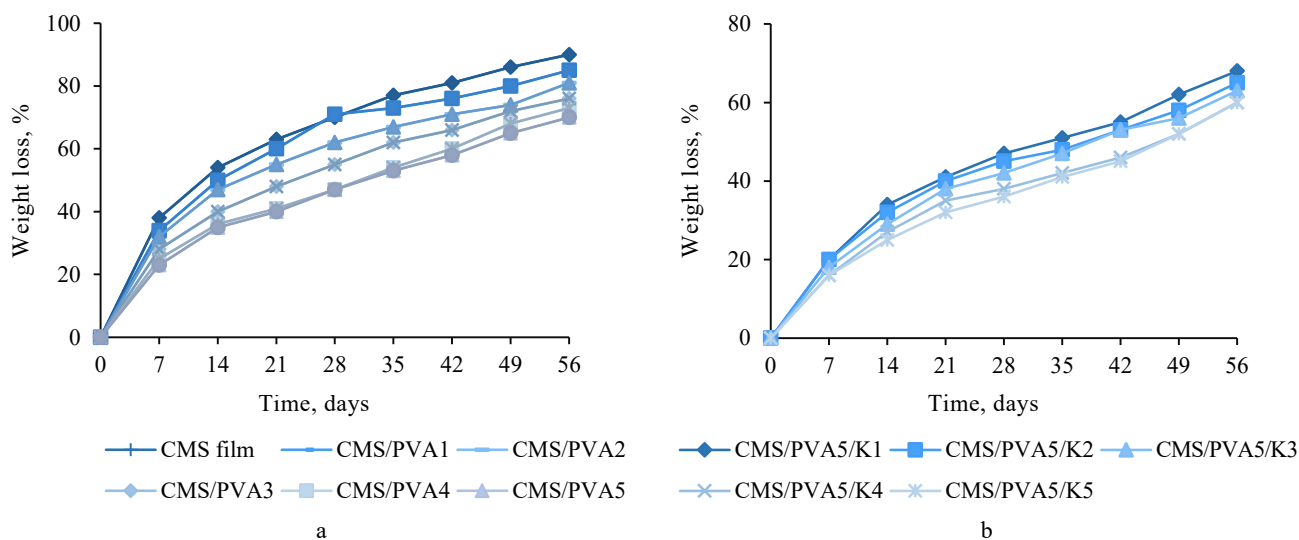 100
80
60
40
20
0
Weight loss, %
0 7 14 21 28 35 42 49 56
Time, days
CMS film CMS/PVA1 CMS/PVA2
CMS/PVA3 CMS/PVA4 CMS/PVA5
a
80
60
40
20
0
Weight loss, %
0 7 14 21 28 35 42 49 56
Time, days
CMS/PVA5/K1 CMS/PVA5/K2 CMS/PVA5/K3
CMS/PVA5/K4 CMS/PVA5/K5
b